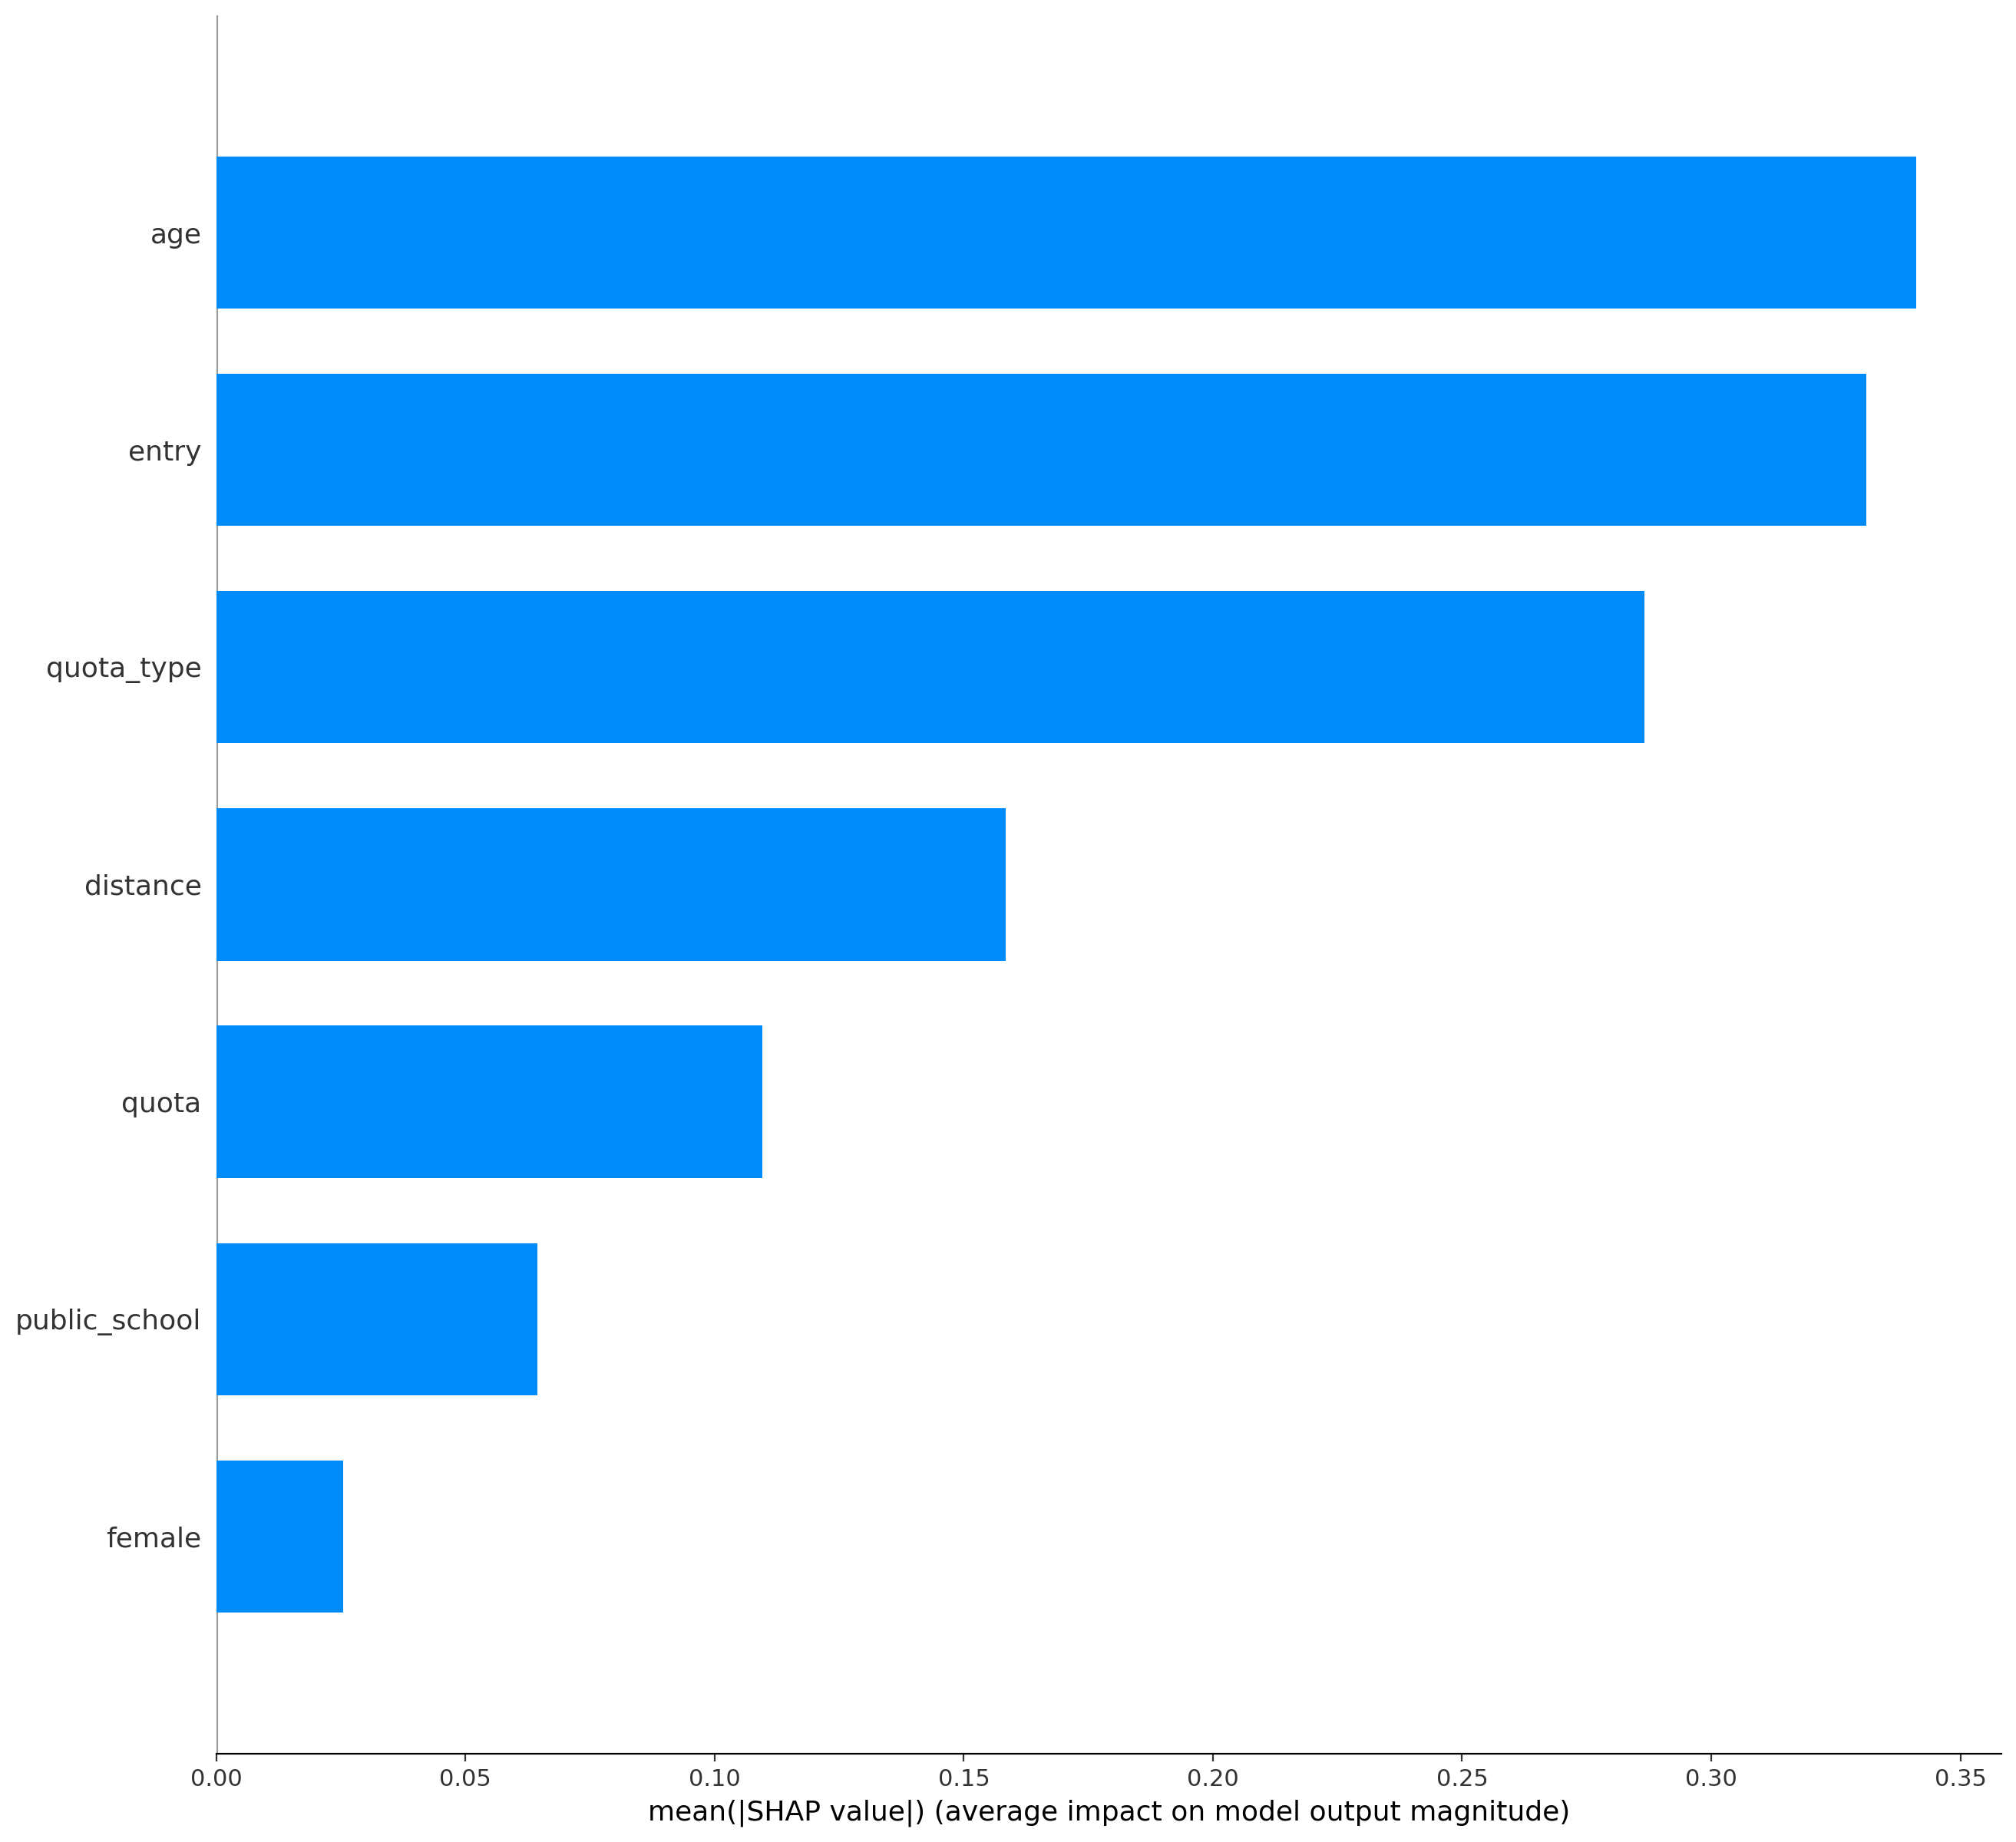 age
entry
quota_type
distance
quota
public_school
female
0.00 0.05 0.10 0.15 0.20 0.25 0.30 0.35
mean(|SHAP value|) (average impact on model output magnitude)